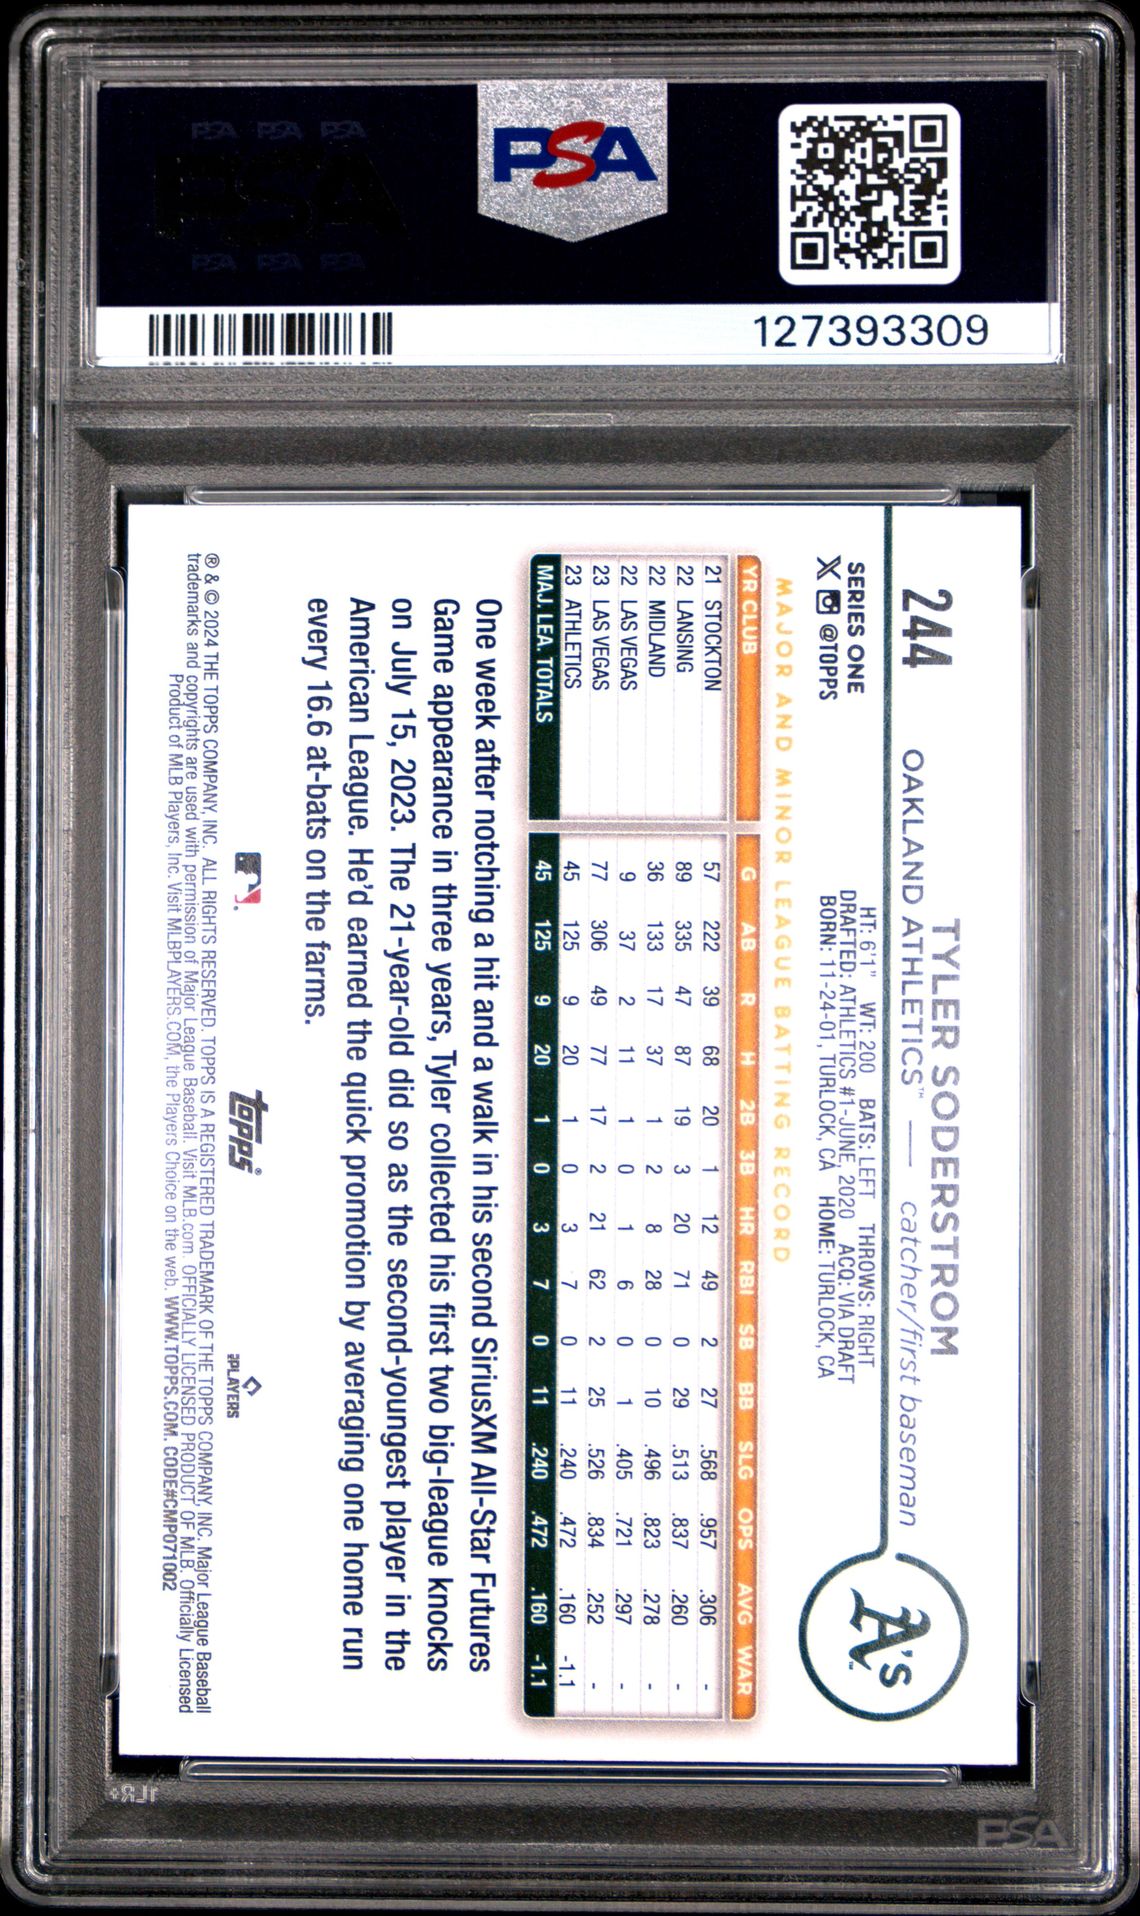 PSA PSA PSA
PSA
PSA PSA PSA
PSA
127393309
244
TYLER SODERSTROM
OAKLAND ATHLETICS™ — catcher/first baseman
A's™
SERIES ONE
@TOPPS
HT: 6'1" WT: 200 BATS: LEFT THROWS: RIGHT
DRAFTED: ATHLETICS #1-JUNE, 2020 ACQ: VIA DRAFT
BORN: 11-24-01, TURLOCK, CA HOME: TURLOCK, CA
MAJOR AND MINOR LEAGUE BATTING RECORD
YR CLUB G AB R H 2B 3B HR RBI SB BB SLG OPS AVG WAR
21 STOCKTON 57 222 39 68 20 1 12 49 2 27 .568 .957 .306 -
22 LANSING 89 335 47 87 19 3 20 71 0 29 .513 .837 .260 -
22 MIDLAND 36 133 17 37 1 2 8 28 0 10 .496 .823 .278 -
22 LAS VEGAS 9 37 2 11 1 0 1 6 0 1 .405 .721 .297 -
23 LAS VEGAS 77 306 49 77 17 2 21 62 2 25 .526 .834 .252 -
23 ATHLETICS 45 125 9 20 1 0 3 7 0 11 .240 .472 .160 -1.1
MAJ. LEA. TOTALS 45 125 9 20 1 0 3 7 0 11 .240 .472 .160 -1.1
One week after notching a hit and a walk in his second SiriusXM All-Star Futures
Game appearance in three years, Tyler collected his first two big-league knocks
on July 15, 2023. The 21-year-old did so as the second-youngest player in the
American League. He'd earned the quick promotion by averaging one home run
every 16.6 at-bats on the farms.
topps®
PLAYERS
® & © 2024 THE TOPPS COMPANY, INC. ALL RIGHTS RESERVED. TOPPS IS A REGISTERED TRADEMARK OF THE TOPPS COMPANY, INC. Major League Baseball
trademarks and copyrights are used with permission of Major League Baseball. Visit MLB.com. OFFICIALLY LICENSED PRODUCT OF MLB. Officially Licensed
Product of MLB Players, Inc. Visit MLBPLAYERS.COM, the Players Choice on the web. WWW.TOPPS.COM. CODE#CMP071002
PSA